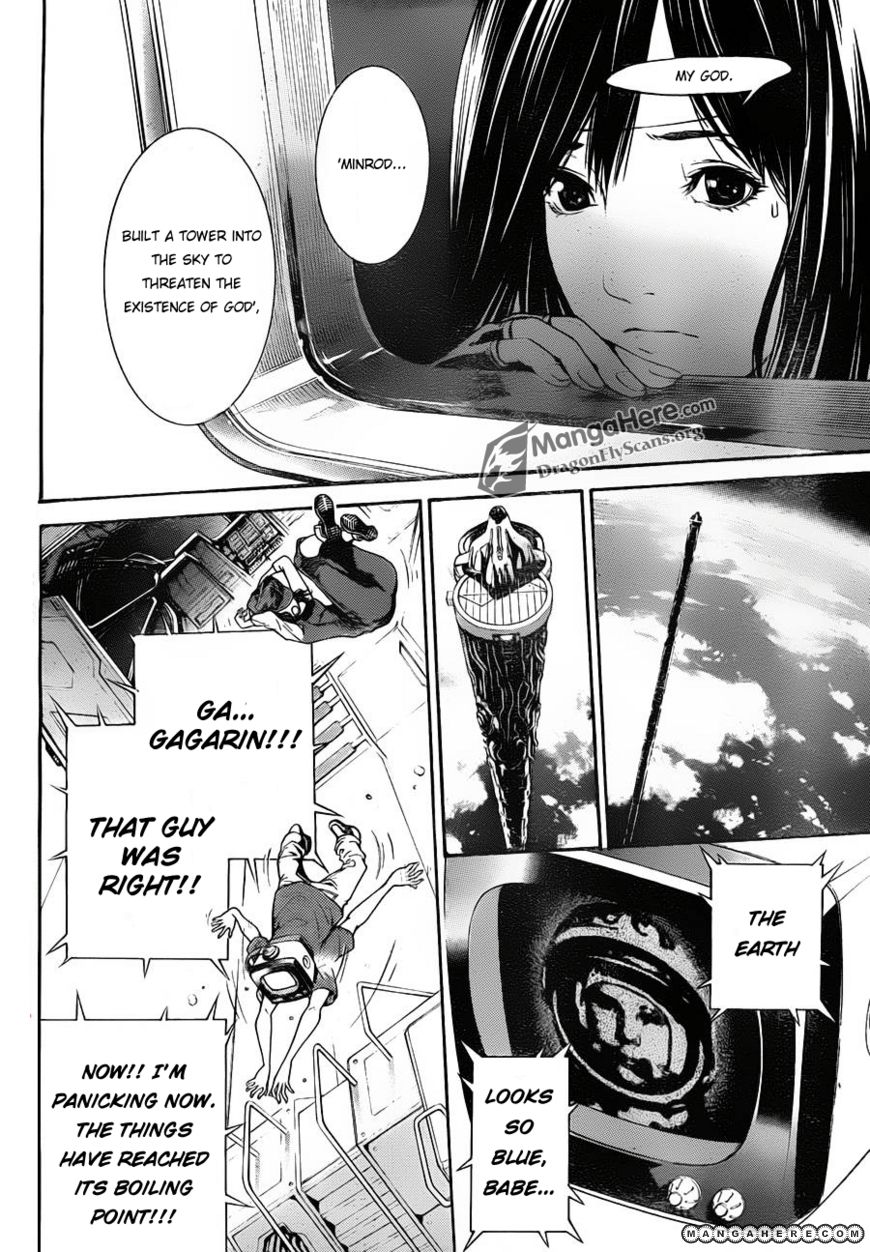 MY GOD.
'MINROD...
BUILT A TOWER INTO
THE SKY TO
THREATEN THE
EXISTENCE OF GOD',
MangaHere.com
DragonFlyScans.org
THE
EARTH
LOOKS
SO
BLUE,
BABE...
GA...
GAGARIN!!!
THAT GUY
WAS
RIGHT!!
NOW!! I'M
PANICKING NOW.
THE THINGS
HAVE REACHED
ITS BOILING
POINT!!!
MANGAHERE.COM